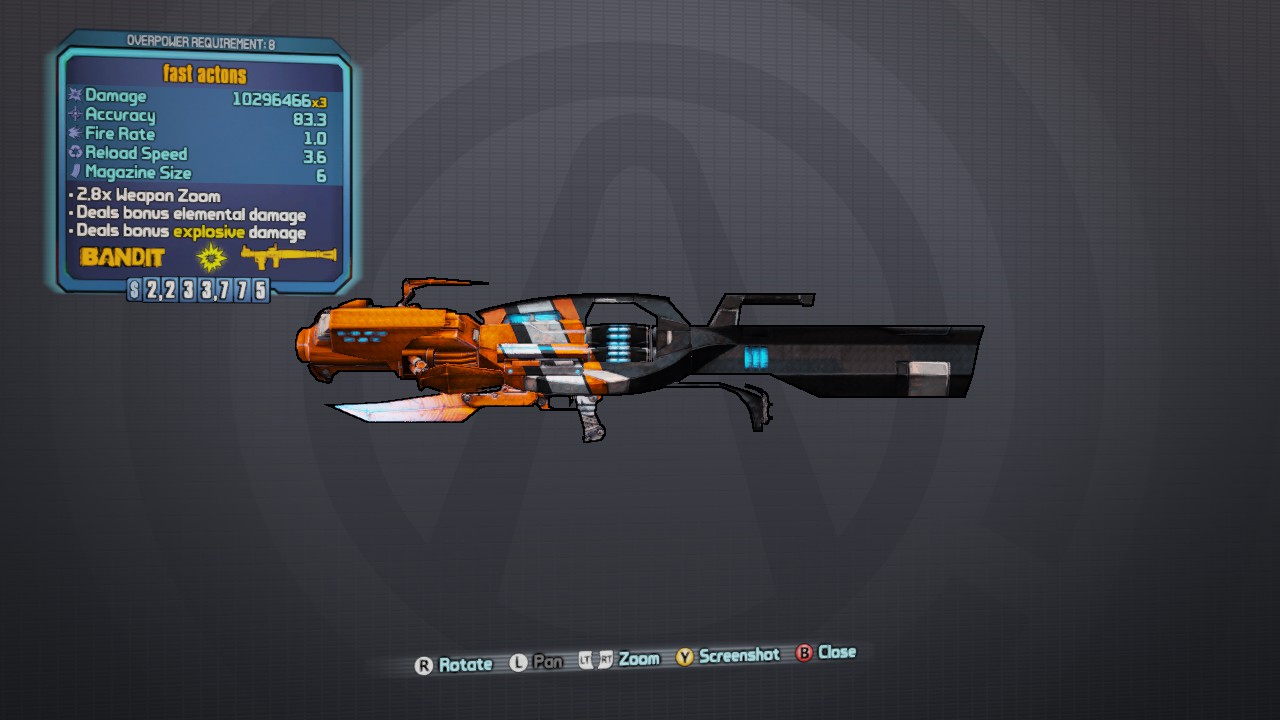 OVERPOWER REQUIREMENT: 8
fast actons
Damage 10296466x3
Accuracy 83.3
Fire Rate 1.0
Reload Speed 3.6
Magazine Size 6
• 2.8x Weapon Zoom
• Deals bonus elemental damage
• Deals bonus explosive damage
BANDIT
$2,233,775
R Rotate L Pan LT RT Zoom Y Screenshot B Close